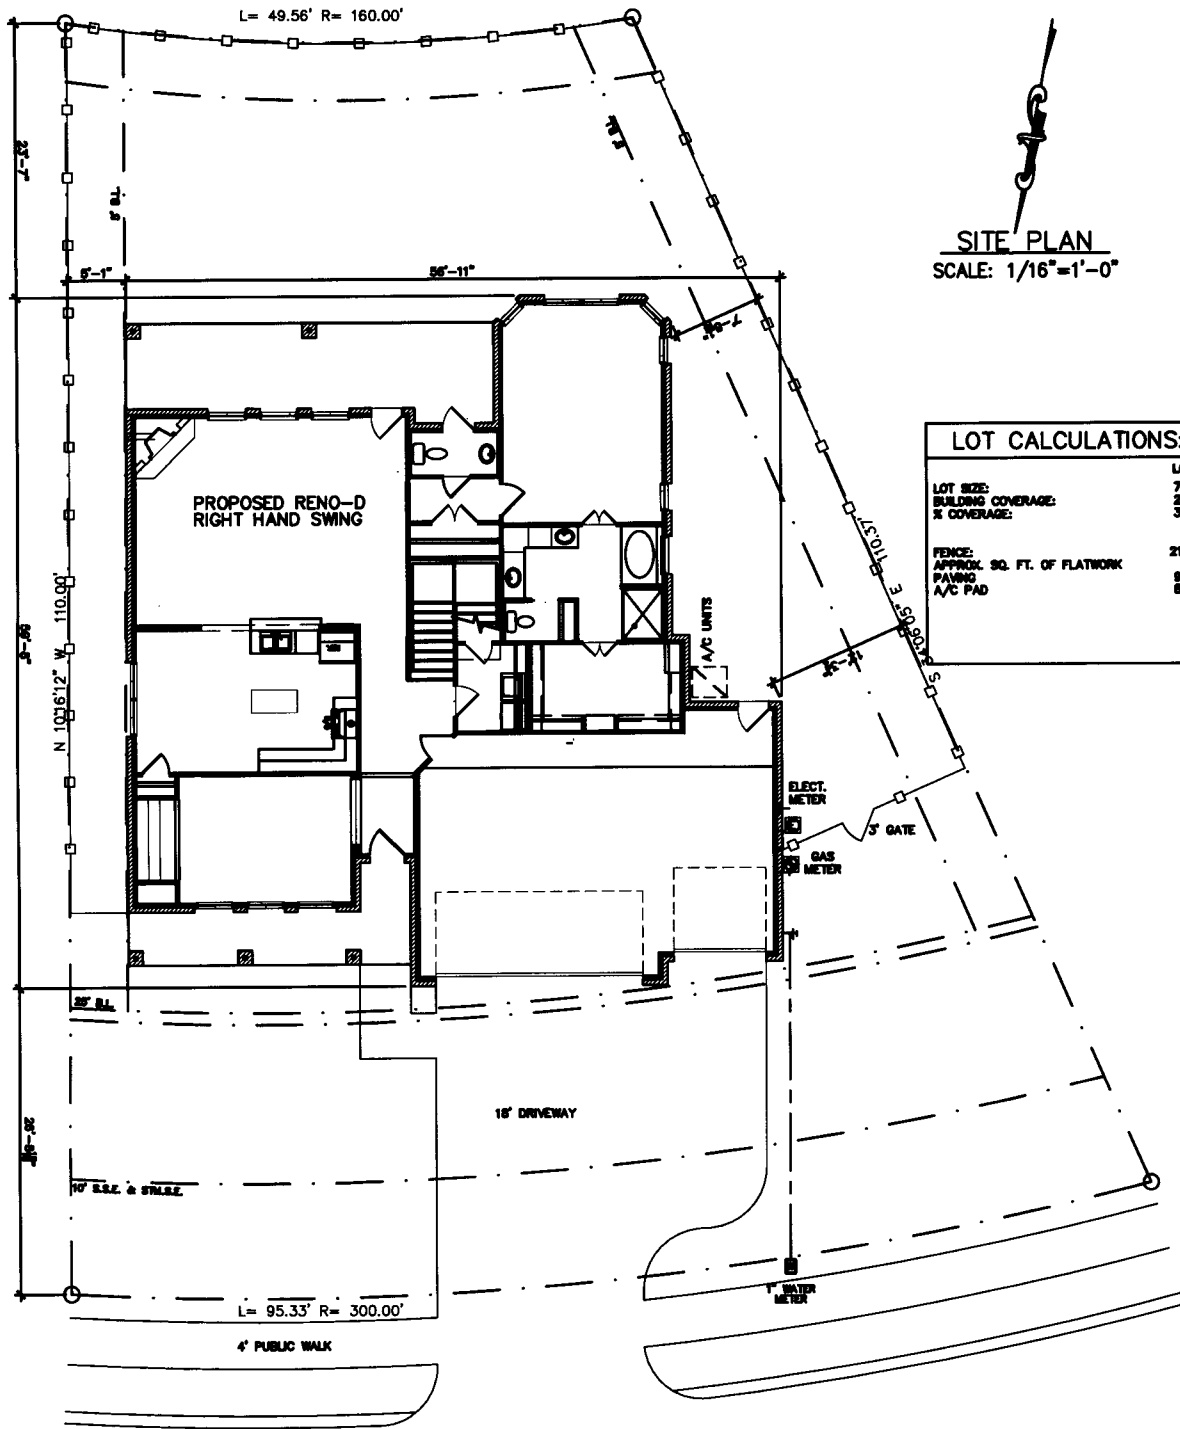 L= 49.56' R= 160.00'
23'-7"
5' B.L.
5' B.L.
SITE PLAN
SCALE: 1/16"=1'-0"
5'-1"
56'-11"
LOT CALCULATIONS:
LOT SIZE:
BUILDING COVERAGE:
% COVERAGE:
FENCE:
APPROX. SQ. FT. OF FLATWORK
PAVING
A/C PAD
PROPOSED RENO-D
RIGHT HAND SWING
N 10°16'12" W 110.00'
110.37'
A/C UNITS
ELECT.
METER
3' GATE
GAS
METER
25' B.L.
18' DRIVEWAY
10' S.S.E. & STM.S.E.
1" WATER
METER
L= 95.33' R= 300.00'
4' PUBLIC WALK